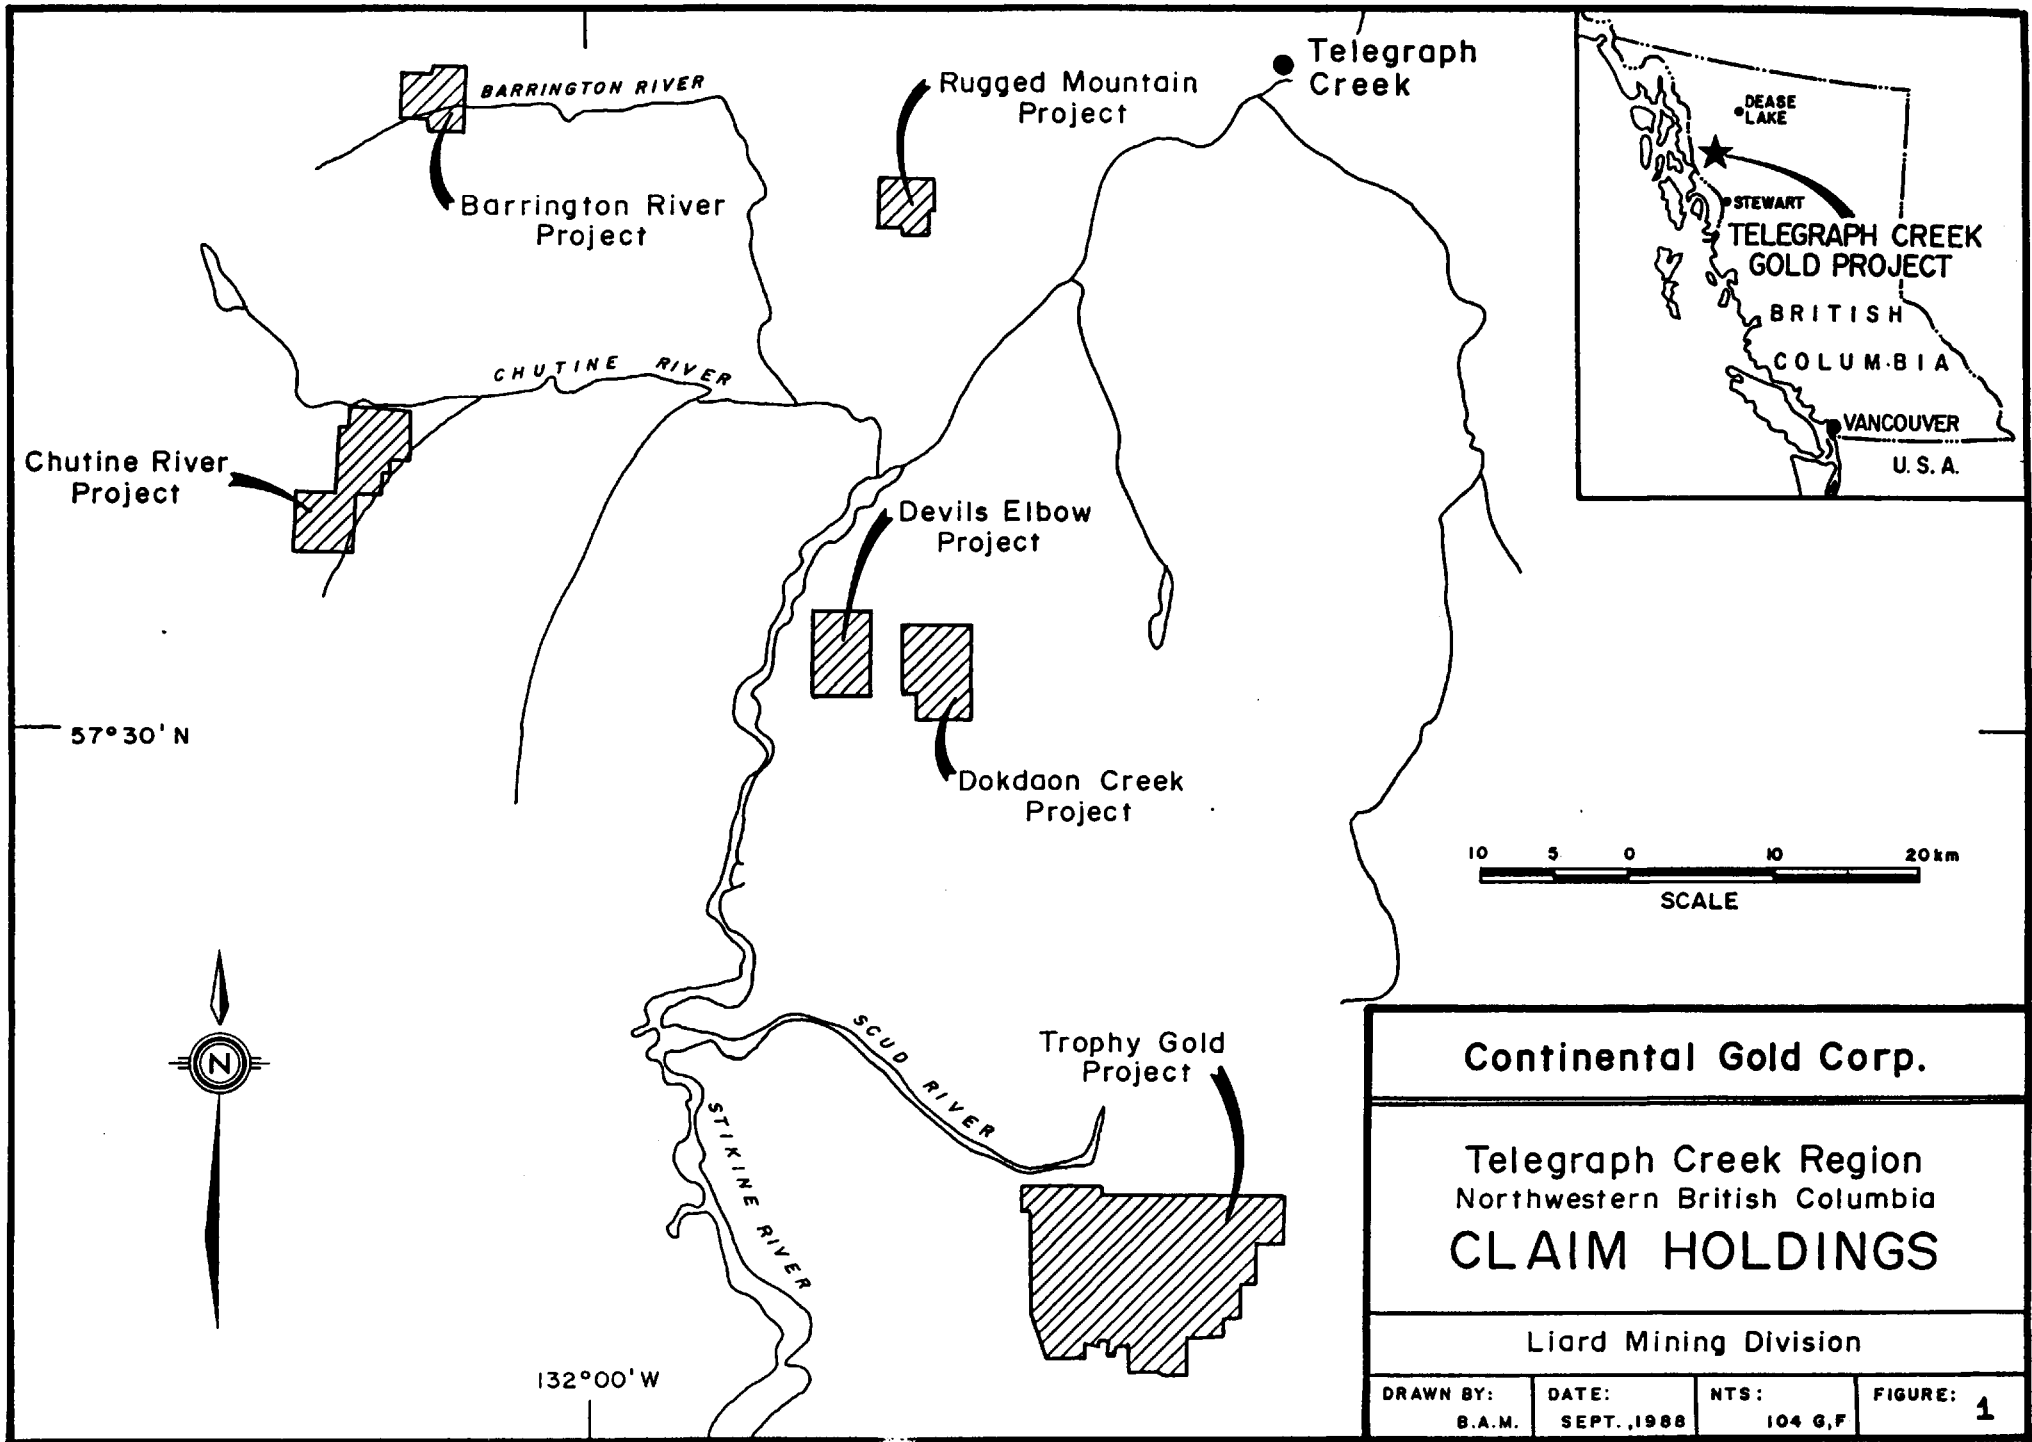 BARRINGTON RIVER
Rugged Mountain
Project
Telegraph
Creek
Barrington River
Project
DEASE
LAKE
STEWART
TELEGRAPH CREEK
GOLD PROJECT
BRITISH
COLUMBIA
VANCOUVER
U.S.A.
CHUTINE RIVER
Chutine River
Project
Devils Elbow
Project
57°30'N
Dokdaon Creek
Project
10 5 0 10 20km
SCALE
N
SCUD RIVER
STIKINE RIVER
Trophy Gold
Project
132°00'W
Continental Gold Corp.
Telegraph Creek Region
Northwestern British Columbia
CLAIM HOLDINGS
Liard Mining Division
DRAWN BY:
B.A.M.
DATE:
SEPT.,1988
NTS:
104 G,F
FIGURE: 1